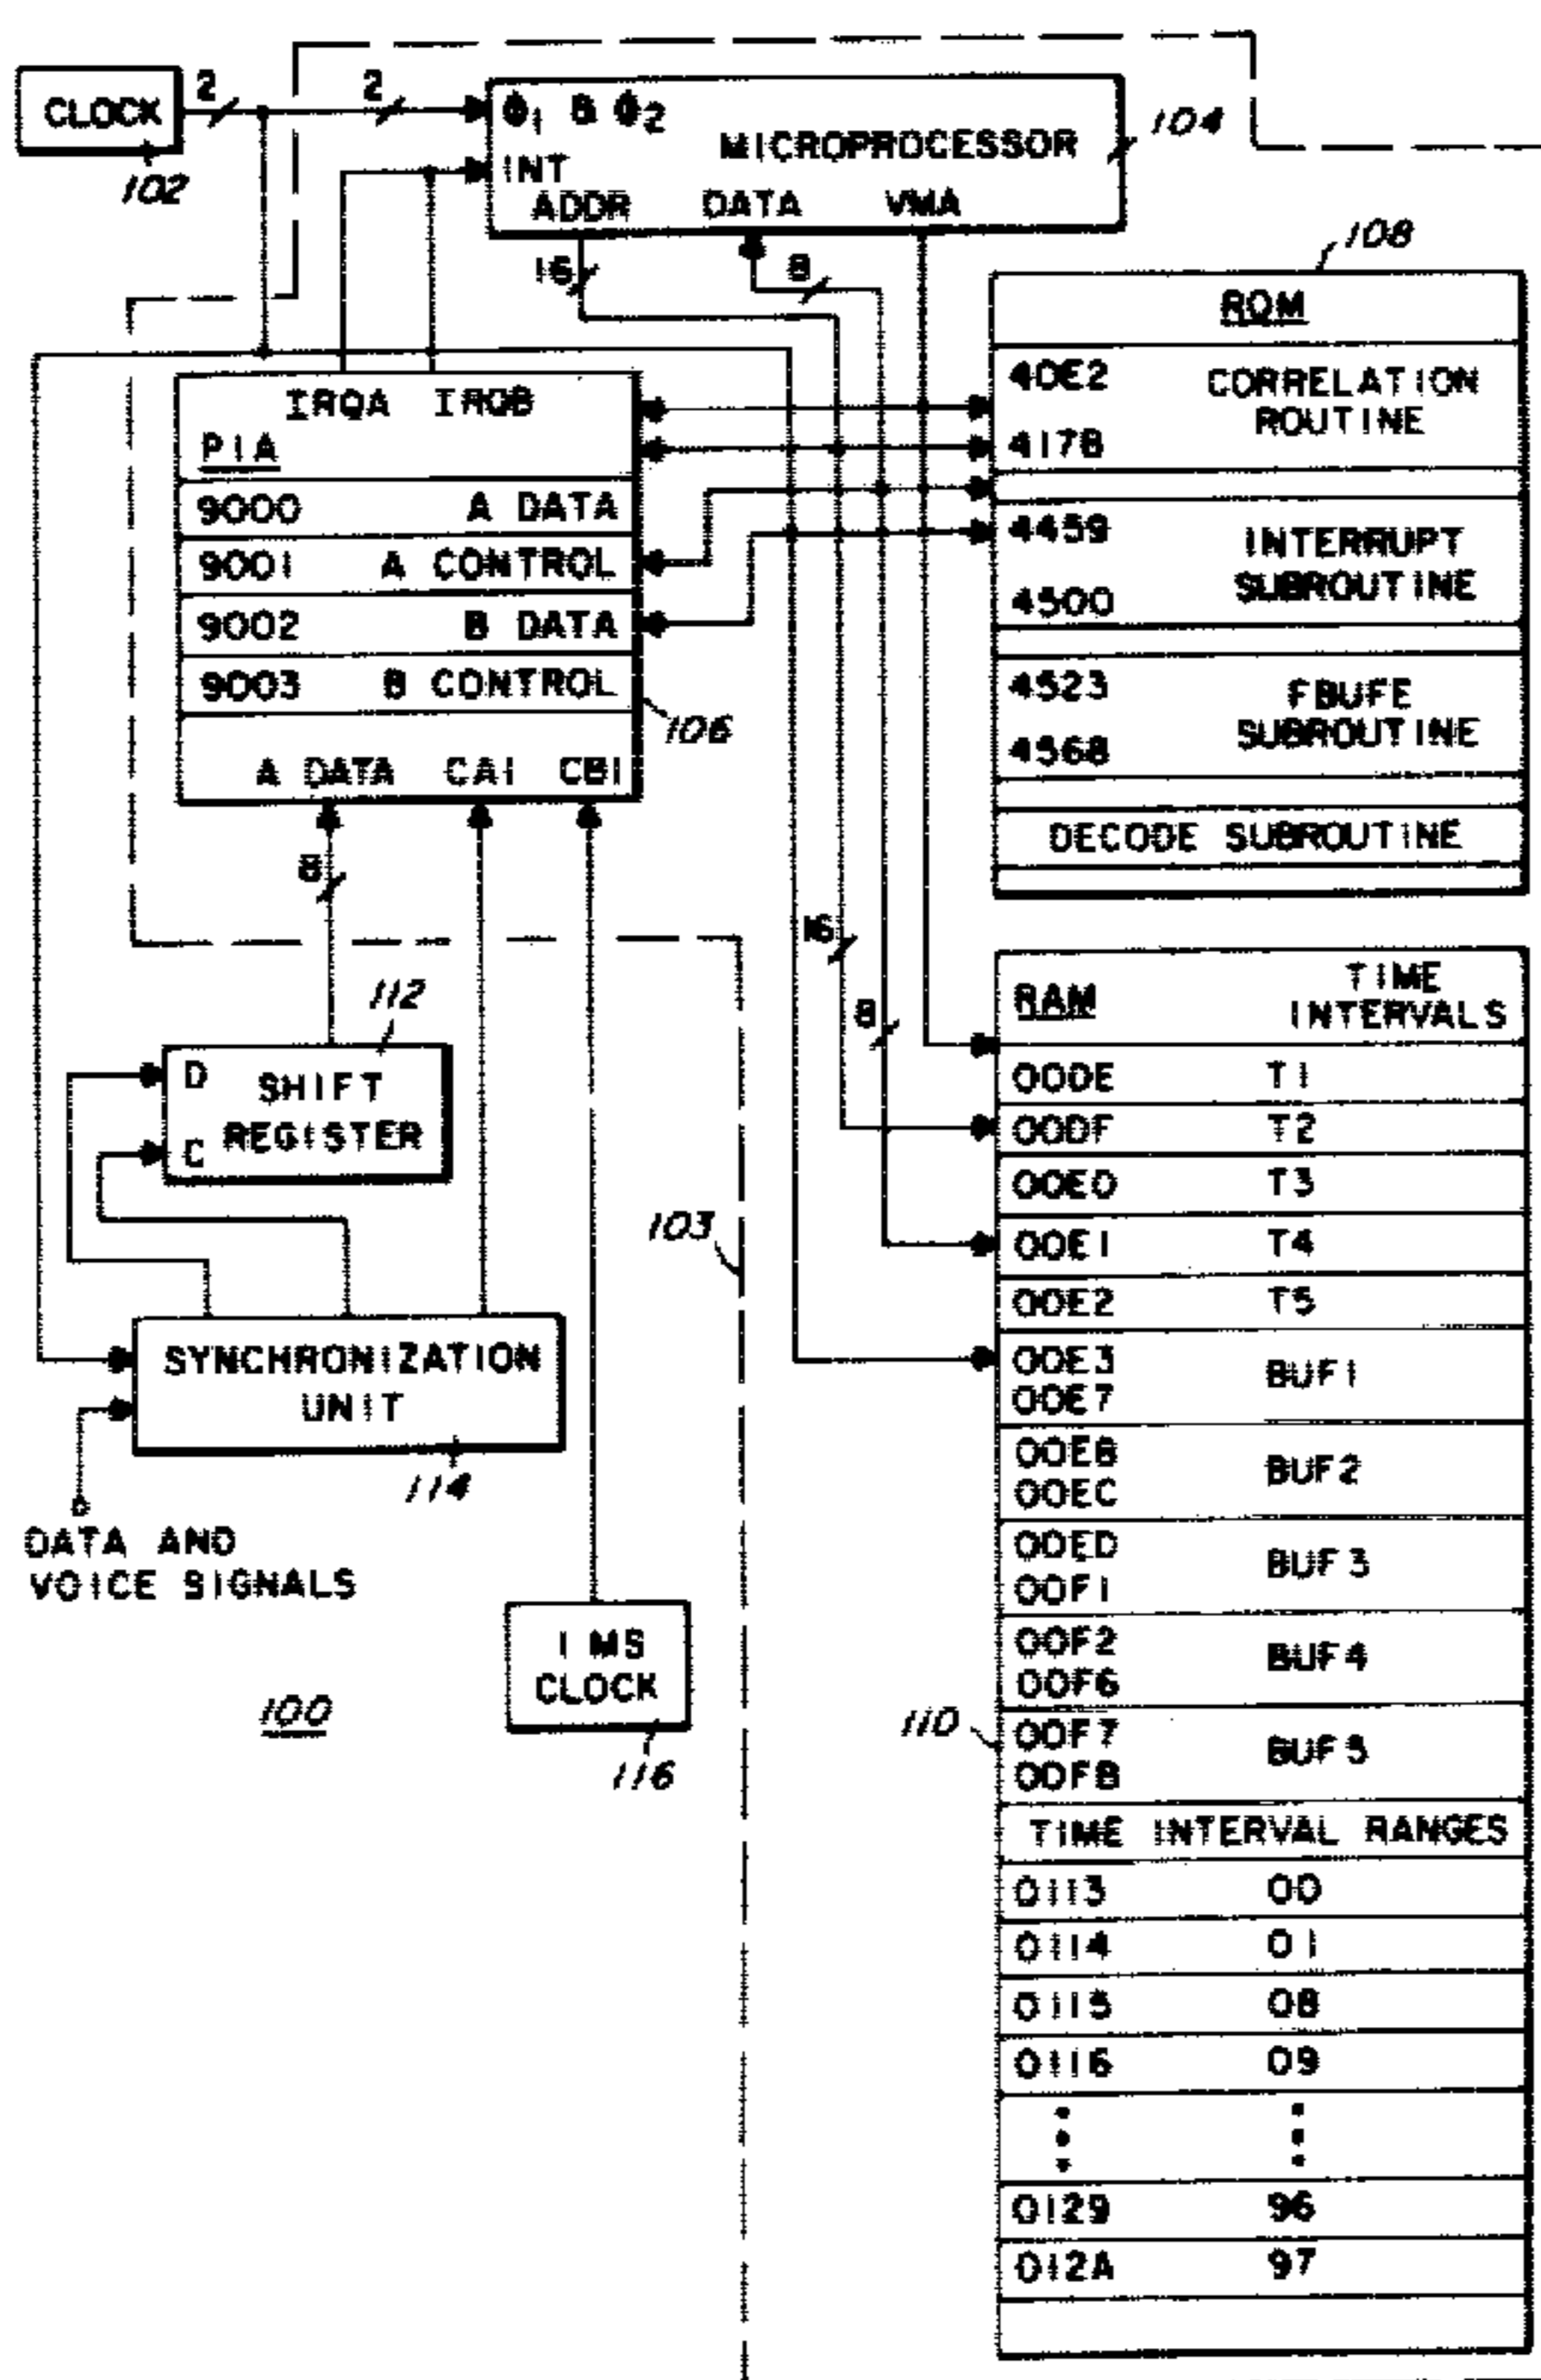 CLOCK
102
2
2
Φ1 & Φ2
MICROPROCESSOR
INT
ADDR DATA VMA
104
16
8
108
ROM
40E2
CORRELATION
ROUTINE
417B
4459
INTERRUPT
SUBROUTINE
4500
4523
FBUFE
SUBROUTINE
4568
DECODE SUBROUTINE
IRQA IRQB
PIA
9000 A DATA
9001 A CONTROL
9002 B DATA
9003 B CONTROL
A DATA CA1 CB1
106
8
16
8
112
D SHIFT
C REGISTER
103
SYNCHRONIZATION
UNIT
114
DATA AND
VOICE SIGNALS
1 MS
CLOCK
116
100
110
RAM
TIME
INTERVALS
00DE T1
00DF T2
00E0 T3
00E1 T4
00E2 T5
00E3
00E7
BUF1
00E8
00EC
BUF2
00ED
00F1
BUF3
00F2
00F6
BUF4
00F7
00FB
BUF5
TIME INTERVAL RANGES
0113 00
0114 01
0115 08
0116 09
0129 96
012A 97